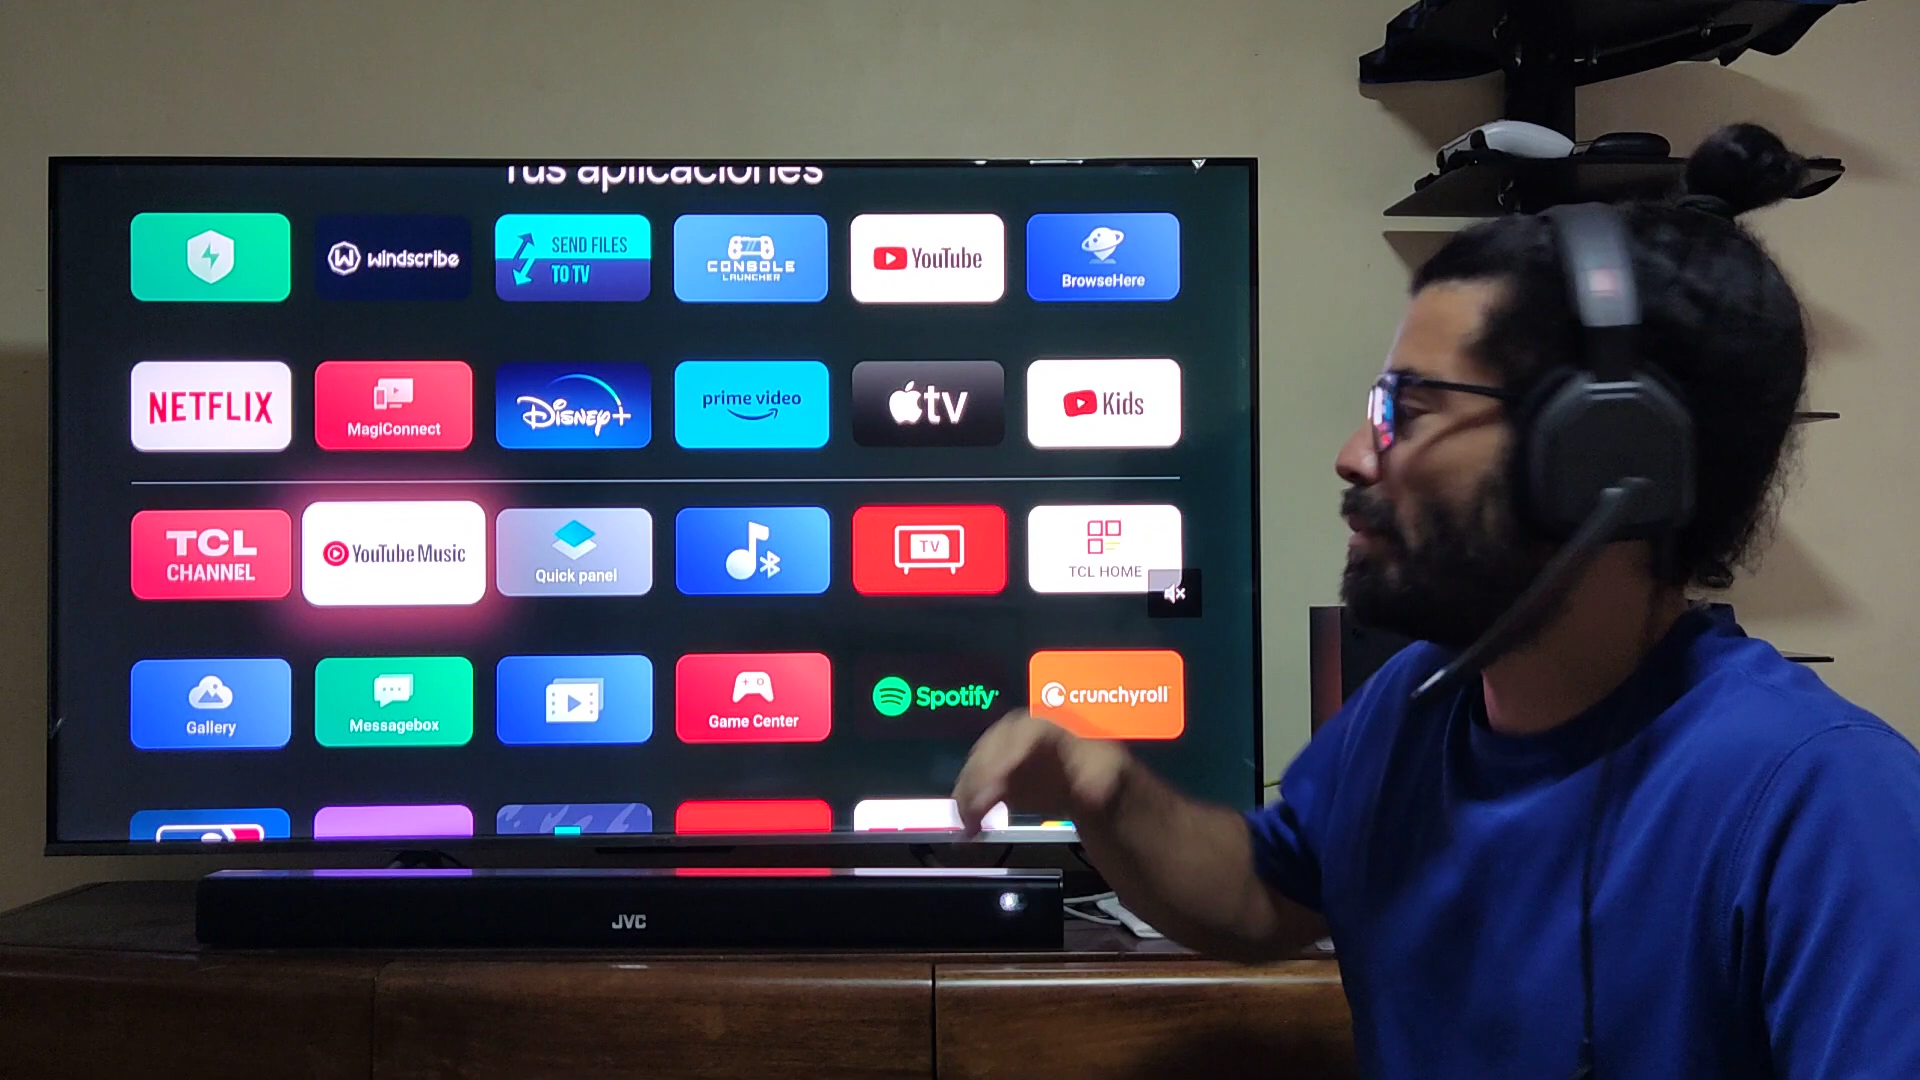 Tus aplicaciones
windscribe
SEND FILES
TO TV
CONSOLE
LAUNCHER
YouTube
BrowseHere
NETFLIX
MagiConnect
Disney+
prime video
tv
Kids
TCL
CHANNEL
YouTube Music
Quick panel
TV
TCL HOME
Gallery
Messagebox
Game Center
Spotify
crunchyroll
JVC